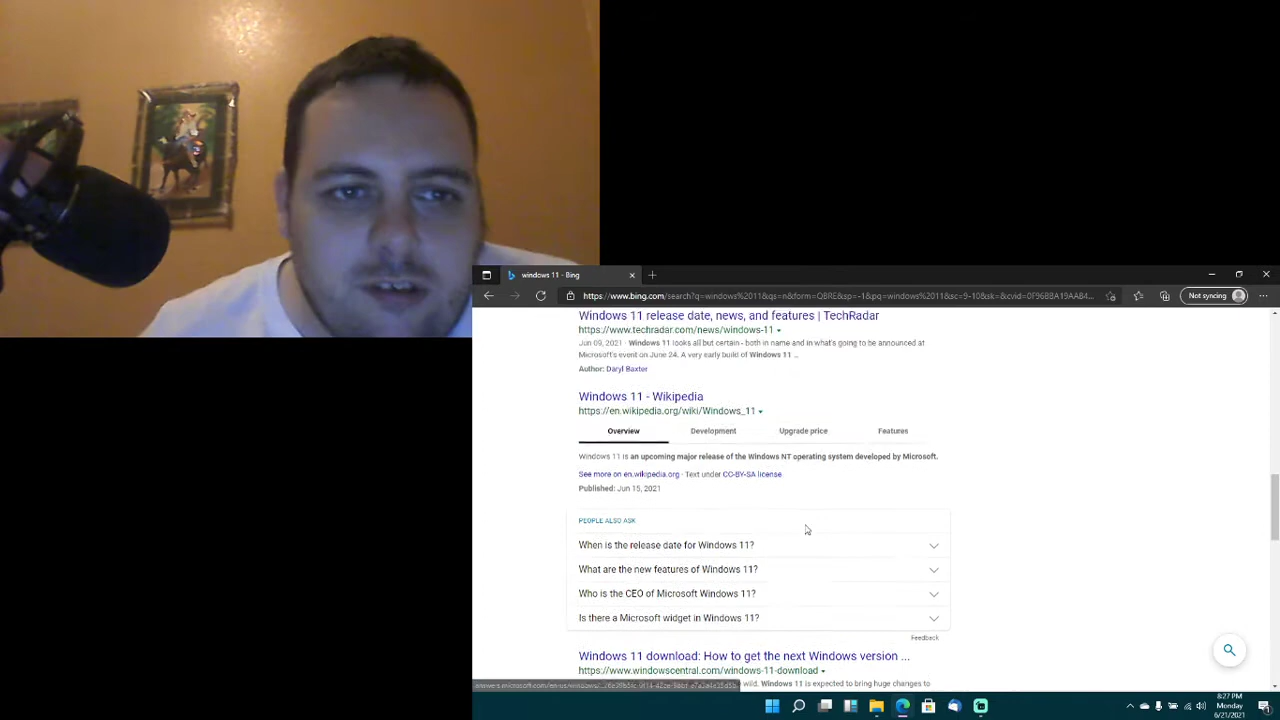 windows 11 - Bing
https://www.bing.com/search?q=windows%2011&qs=n&form=QBRE&sp=-1&pq=windows%2011&sc=9-10&sk=&cvid=0F96BBA19AAB4...
Not syncing
Windows 11 release date, news, and features | TechRadar
https://www.techradar.com/news/windows-11
Jun 09, 2021 · Windows 11 looks all but certain - both in name and in what's going to be announced at
Microsoft's event on June 24. A very early build of Windows 11 ...
Author: Daryl Baxter
Windows 11 - Wikipedia
https://en.wikipedia.org/wiki/Windows_11
Overview Development Upgrade price Features
Windows 11 is an upcoming major release of the Windows NT operating system developed by Microsoft.
See more on en.wikipedia.org · Text under CC-BY-SA license
Published: Jun 15, 2021
PEOPLE ALSO ASK
When is the release date for Windows 11?
What are the new features of Windows 11?
Who is the CEO of Microsoft Windows 11?
Is there a Microsoft widget in Windows 11?
Feedback
Windows 11 download: How to get the next Windows version ...
https://www.windowscentral.com/windows-11-download
wild. Windows 11 is expected to bring huge changes to
8:27 PM
Monday
6/21/2021